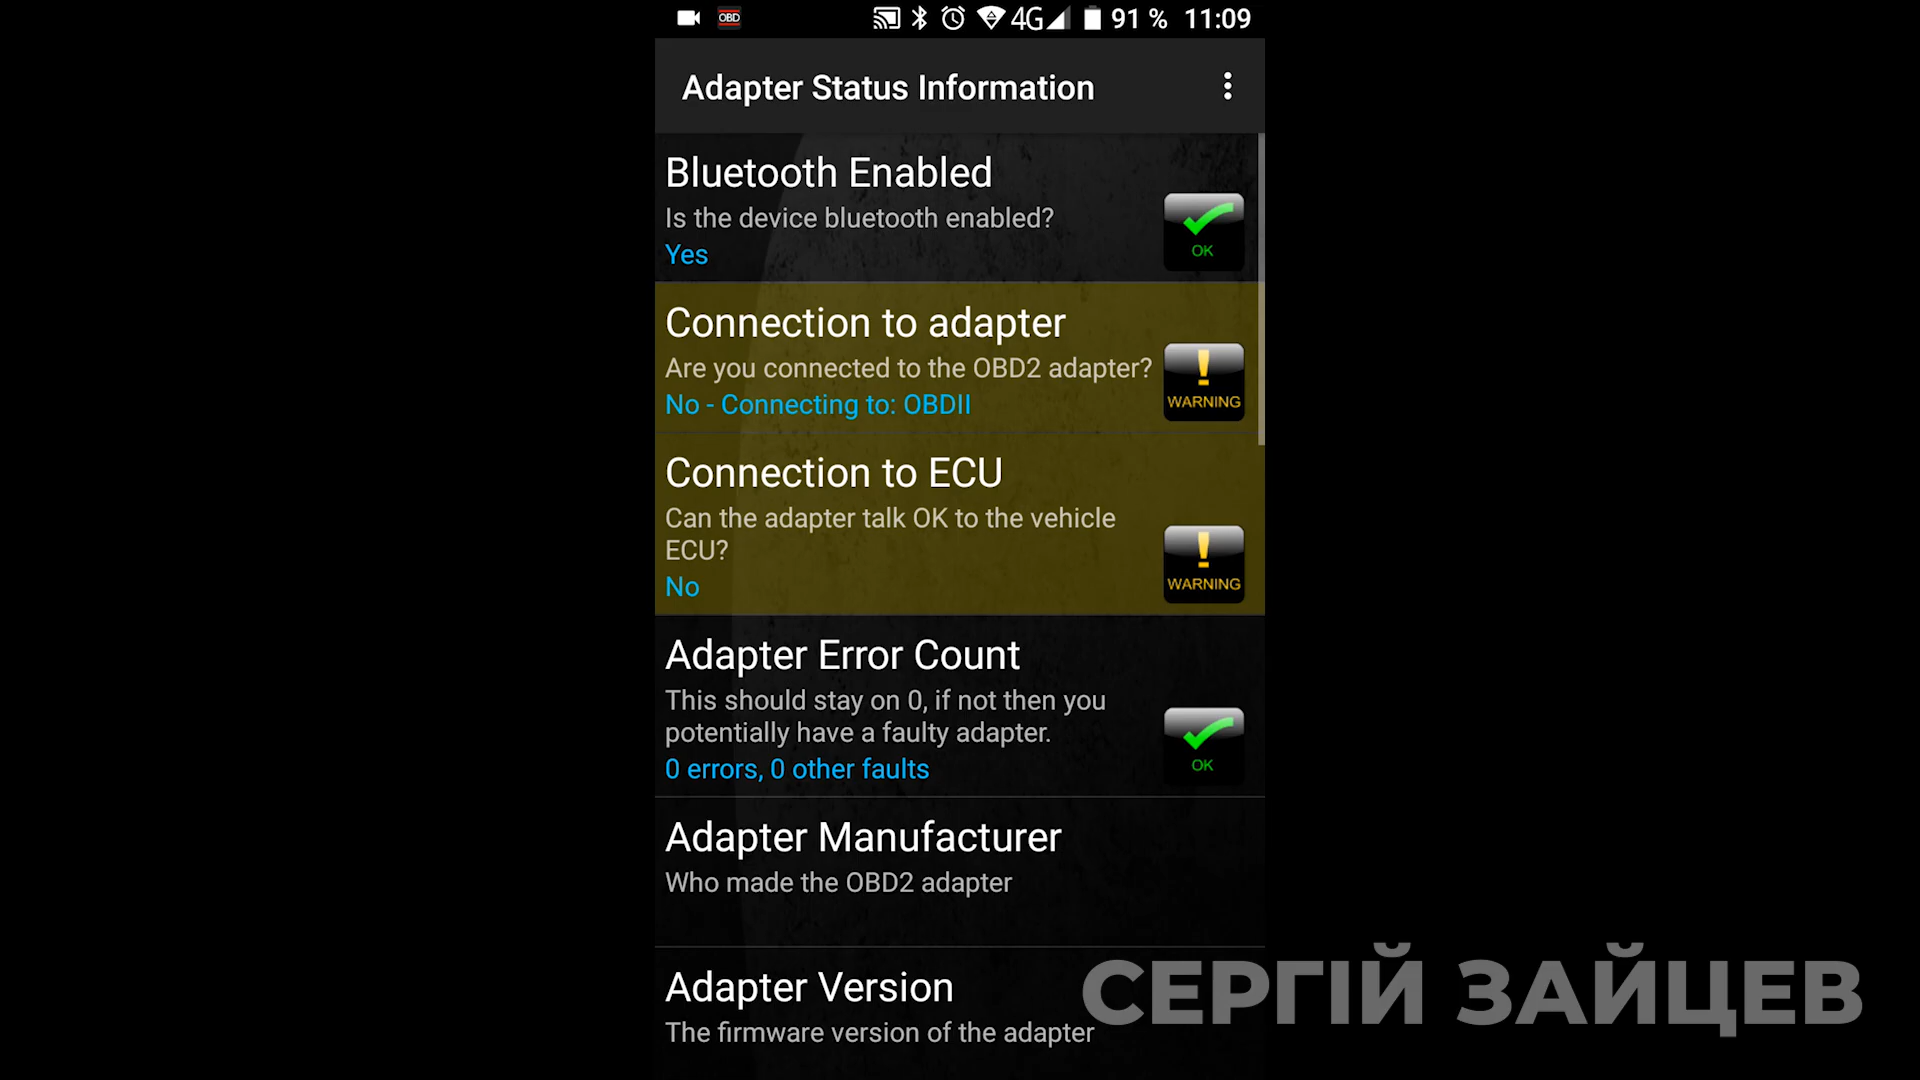 OBD 4G 91 % 11:09
Adapter Status Information
Bluetooth Enabled
Is the device bluetooth enabled?
Yes
OK
Connection to adapter
Are you connected to the OBD2 adapter?
No - Connecting to: OBDII
WARNING
Connection to ECU
Can the adapter talk OK to the vehicle
ECU?
No
WARNING
Adapter Error Count
This should stay on 0, if not then you
potentially have a faulty adapter.
0 errors, 0 other faults
OK
Adapter Manufacturer
Who made the OBD2 adapter
Adapter Version
The firmware version of the adapter
СЕРГІЙ ЗАЙЦЕВ